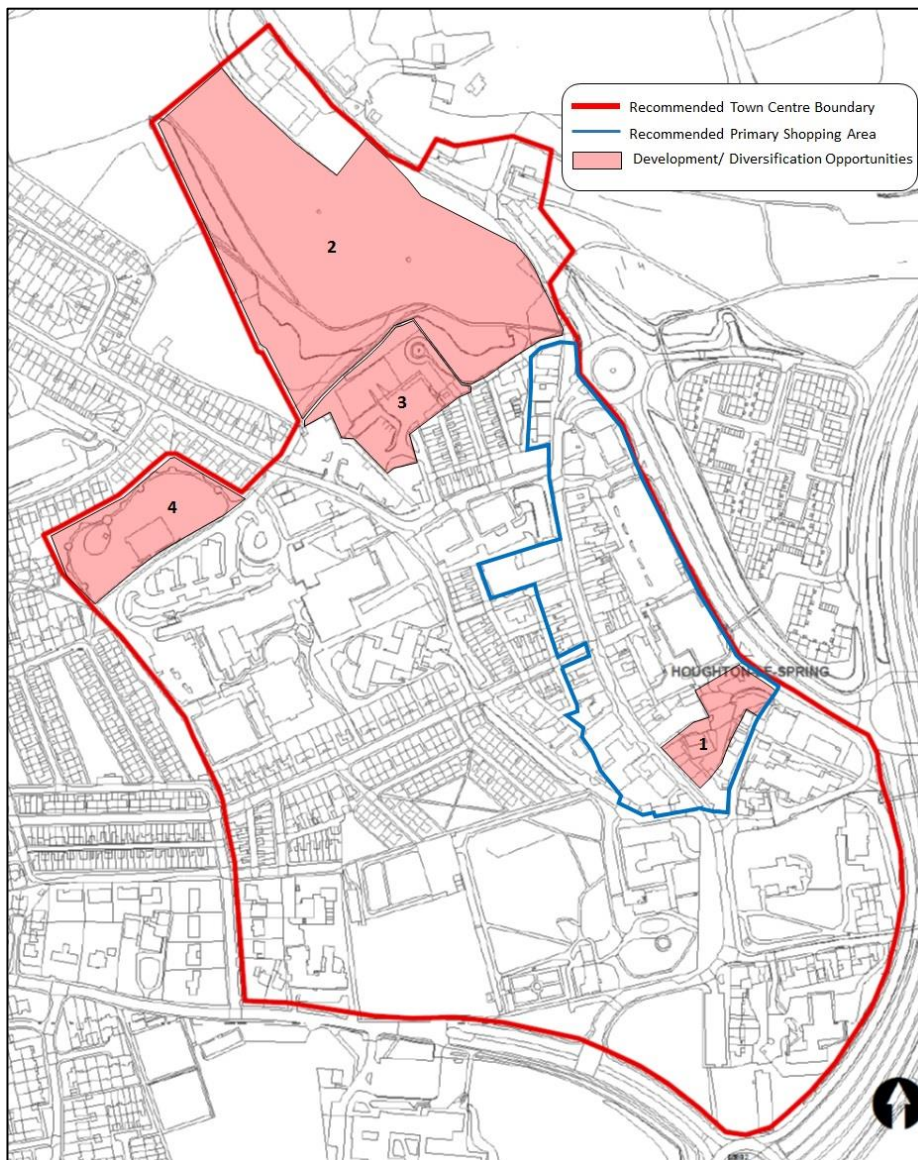 Recommended Town Centre Boundary
Recommended Primary Shopping Area
Development/ Diversification Opportunities
2
3
4
HOUGHTON-LE-SPRING
1